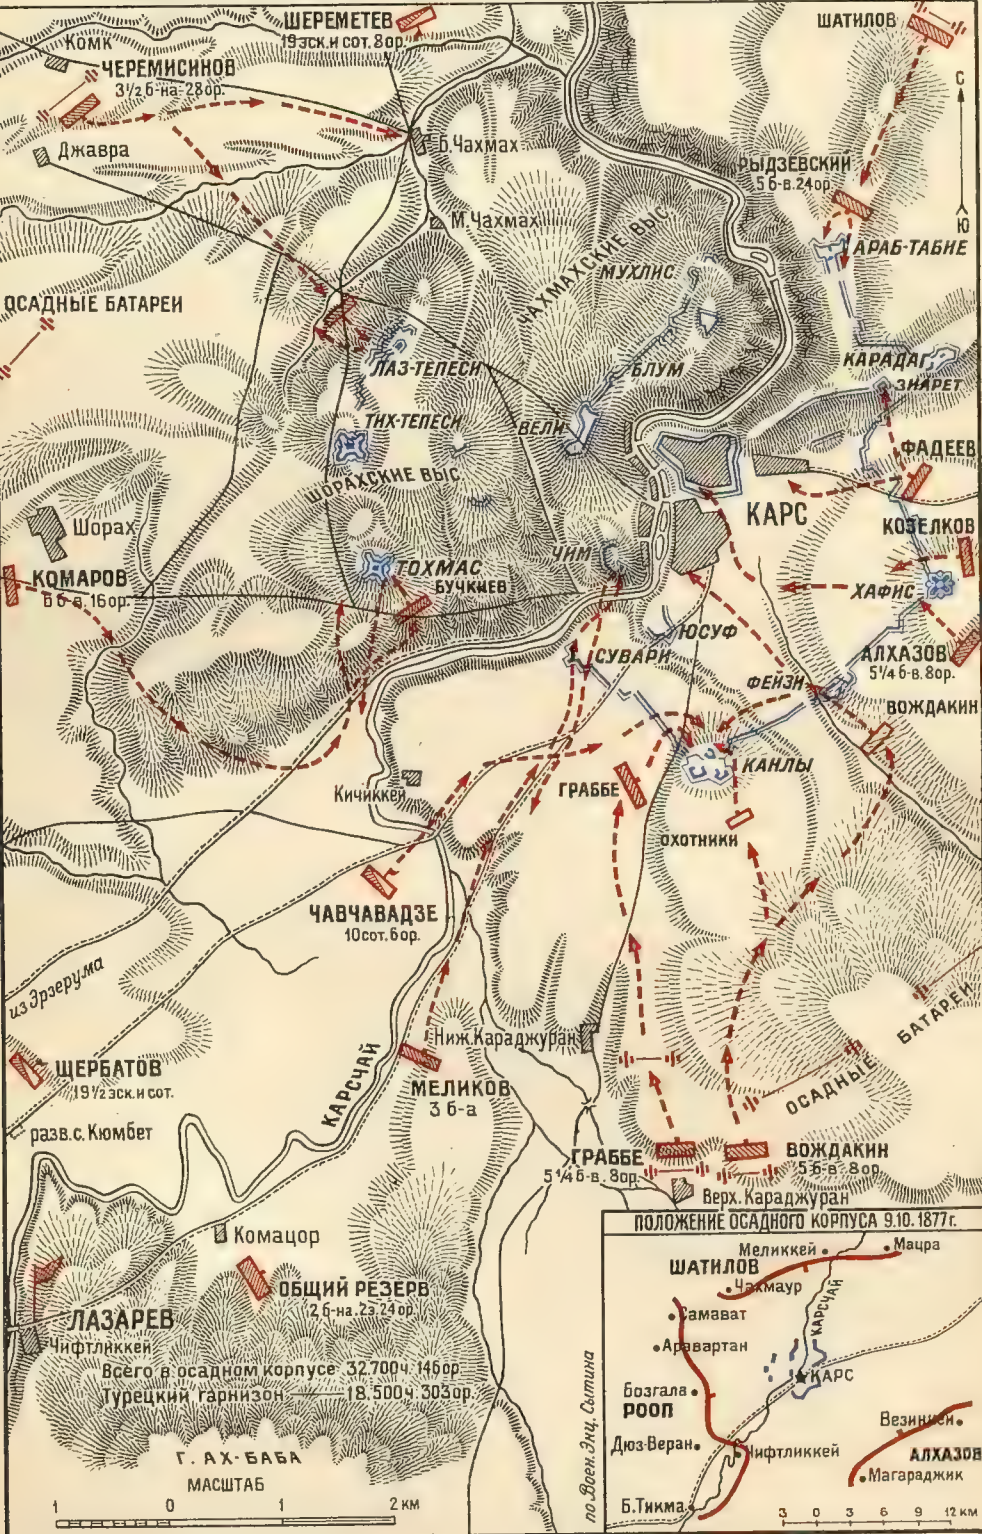 ШЕРЕМЕТЕВ
19 эск. и сот. 8 ор.
ШАТИЛОВ
Комк
ЧЕРЕМИСИНОВ
3½ б-на 28 ор.
С
Ю
Джавра
Б.Чахмах
РЫДЗЕВСКИЙ
5 б-в. 24 ор.
М.Чахмах
АРАБ-ТАБИЕ
ЧАХМАХСКИЕ ВЫС.
МУХЛИС
ОСАДНЫЕ БАТАРЕИ
КАРАДАГ
ЗИАРЕТ
ЛАЗ-ТЕПЕСИ
БЛУМ
ТИХ-ТЕПЕСИ
ВЕЛИ
ФАДЕЕВ
ШОРАХСКИЕ ВЫС
КАРС
Шорах
КОЗЕЛКОВ
ЧИМ
КОМАРОВ
6 б-в. 16 ор.
ТОХМАС
БУЧКИЕВ
ХАФИС
ЮСУФ
СУВАРИ
АЛХАЗОВ
5¼ б-в. 8 ор.
ФЕЙЗИ
ВОЖДАКИН
КАНЛЫ
Кичиккей
ГРАББЕ
ОХОТНИКИ
ЧАВЧАВАДЗЕ
10 сот. 6 ор.
из Эрзерума
БАТАРЕИ
ОСАДНЫЕ
Ниж. Караджуран
ЩЕРБАТОВ
19½ эск. и сот.
КАРСЧАЙ
МЕЛИКОВ
3 б-а
разв. с. Кюмбет
ГРАББЕ
5¼ б-в. 8 ор.
ВОЖДАКИН
5 б-в. 8 ор.
Верх. Караджуран
Комацор
ОБЩИЙ РЕЗЕРВ
2 б-на. 2 э. 24 ор.
ЛАЗАРЕВ
Чифтликкей
Всего в осадном корпусе 32.700 ч. 146 ор.
Турецкий гарнизон — 18.500 ч. 303 ор.
Г. АХ-БАБА
МАСШТАБ
1 0 1 2 км
по Воен. Энц. Сытина
ПОЛОЖЕНИЕ ОСАДНОГО КОРПУСА 9.10.1877 г.
Меликкей
Мацра
ШАТИЛОВ
Чахмаур
Самават
КАРСЧАЙ
Аравартан
КАРС
Бозгала
РООП
Везинкей
Дюз-Веран
Чифтликкей
АЛХАЗОВ
Магараджик
Б.Тикма
3 0 3 6 9 12 км